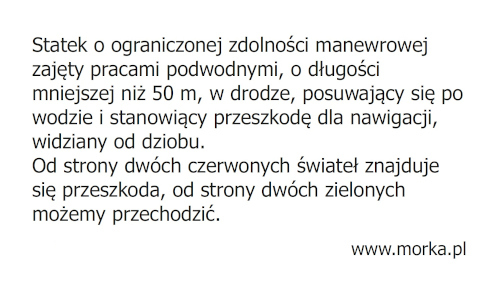 Statek o ograniczonej zdolności manewrowej
zajęty pracami podwodnymi, o długości
mniejszej niż 50 m, w drodze, posuwający się po
wodzie i stanowiący przeszkodę dla nawigacji,
widziany od dziobu.
Od strony dwóch czerwonych świateł znajduje
się przeszkoda, od strony dwóch zielonych
możemy przechodzić.
www.morka.pl